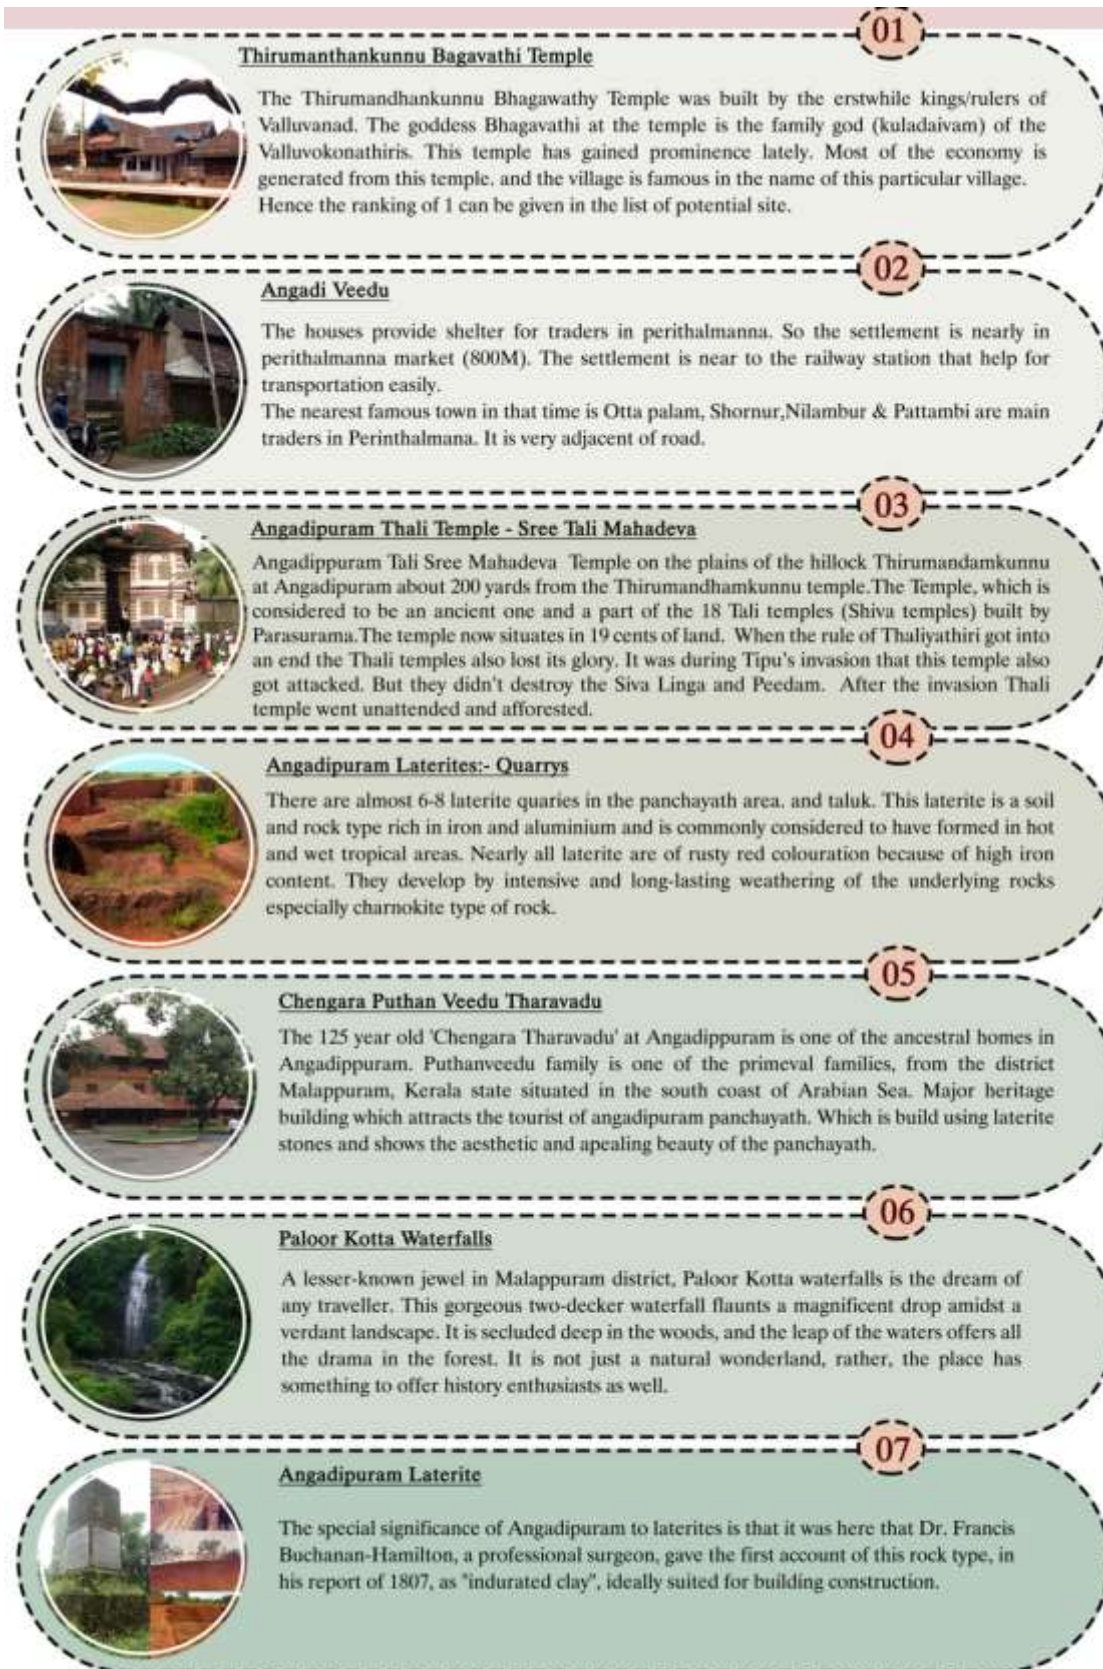 01
Thirumanthankunnu Bagavathi Temple
The Thirumandhankunnu Bhagawathy Temple was built by the erstwhile kings/rulers of
Valluvanad. The goddess Bhagavathi at the temple is the family god (kuladaivam) of the
Valluvokonathiris. This temple has gained prominence lately. Most of the economy is
generated from this temple, and the village is famous in the name of this particular village.
Hence the ranking of 1 can be given in the list of potential site.
02
Angadi Veedu
The houses provide shelter for traders in perithalmanna. So the settlement is nearly in
perithalmanna market (800M). The settlement is near to the railway station that help for
transportation easily.
The nearest famous town in that time is Otta palam, Shornur,Nilambur & Pattambi are main
traders in Perinthalmana. It is very adjacent of road.
03
Angadipuram Thali Temple - Sree Tali Mahadeva
Angadippuram Tali Sree Mahadeva Temple on the plains of the hillock Thirumandamkunnu
at Angadipuram about 200 yards from the Thirumandhamkunnu temple.The Temple, which is
considered to be an ancient one and a part of the 18 Tali temples (Shiva temples) built by
Parasurama.The temple now situates in 19 cents of land. When the rule of Thaliyathiri got into
an end the Thali temples also lost its glory. It was during Tipu's invasion that this temple also
got attacked. But they didn't destroy the Siva Linga and Peedam. After the invasion Thali
temple went unattended and afforested.
04
Angadipuram Laterites:- Quarrys
There are almost 6-8 laterite quaries in the panchayath area, and taluk. This laterite is a soil
and rock type rich in iron and aluminium and is commonly considered to have formed in hot
and wet tropical areas. Nearly all laterite are of rusty red colouration because of high iron
content. They develop by intensive and long-lasting weathering of the underlying rocks
especially charnokite type of rock.
05
Chengara Puthan Veedu Tharavadu
The 125 year old 'Chengara Tharavadu' at Angadippuram is one of the ancestral homes in
Angadippuram. Puthanveedu family is one of the primeval families, from the district
Malappuram, Kerala state situated in the south coast of Arabian Sea. Major heritage
building which attracts the tourist of angadipuram panchayath. Which is build using laterite
stones and shows the aesthetic and apealing beauty of the panchayath.
06
Paloor Kotta Waterfalls
A lesser-known jewel in Malappuram district, Paloor Kotta waterfalls is the dream of
any traveller. This gorgeous two-decker waterfall flaunts a magnificent drop amidst a
verdant landscape. It is secluded deep in the woods, and the leap of the waters offers all
the drama in the forest. It is not just a natural wonderland, rather, the place has
something to offer history enthusiasts as well.
07
Angadipuram Laterite
The special significance of Angadipuram to laterites is that it was here that Dr. Francis
Buchanan-Hamilton, a professional surgeon, gave the first account of this rock type, in
his report of 1807, as "indurated clay", ideally suited for building construction.